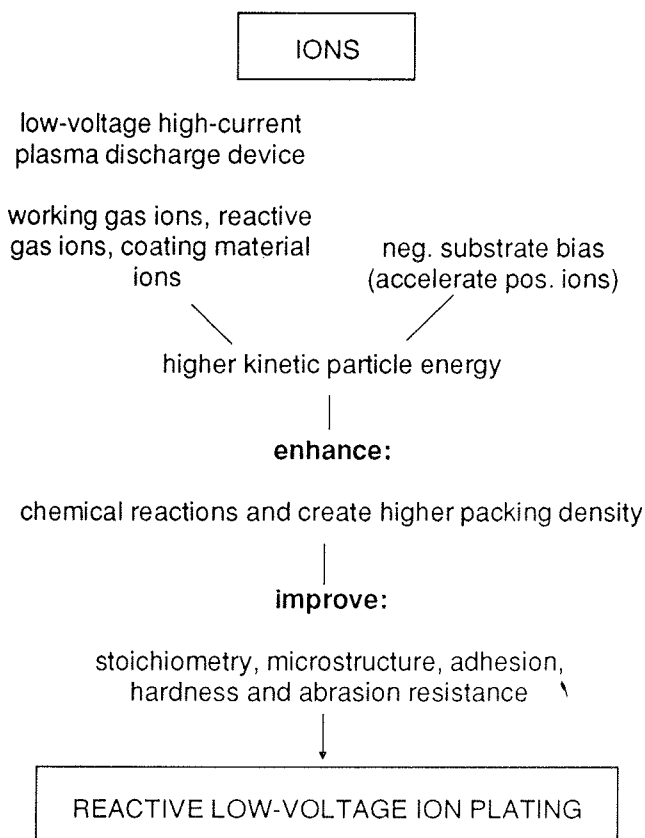 IONS
low-voltage high-current
plasma discharge device
working gas ions, reactive
gas ions, coating material
ions
neg. substrate bias
(accelerate pos. ions)
higher kinetic particle energy
enhance:
chemical reactions and create higher packing density
improve:
stoichiometry, microstructure, adhesion,
hardness and abrasion resistance
REACTIVE LOW-VOLTAGE ION PLATING